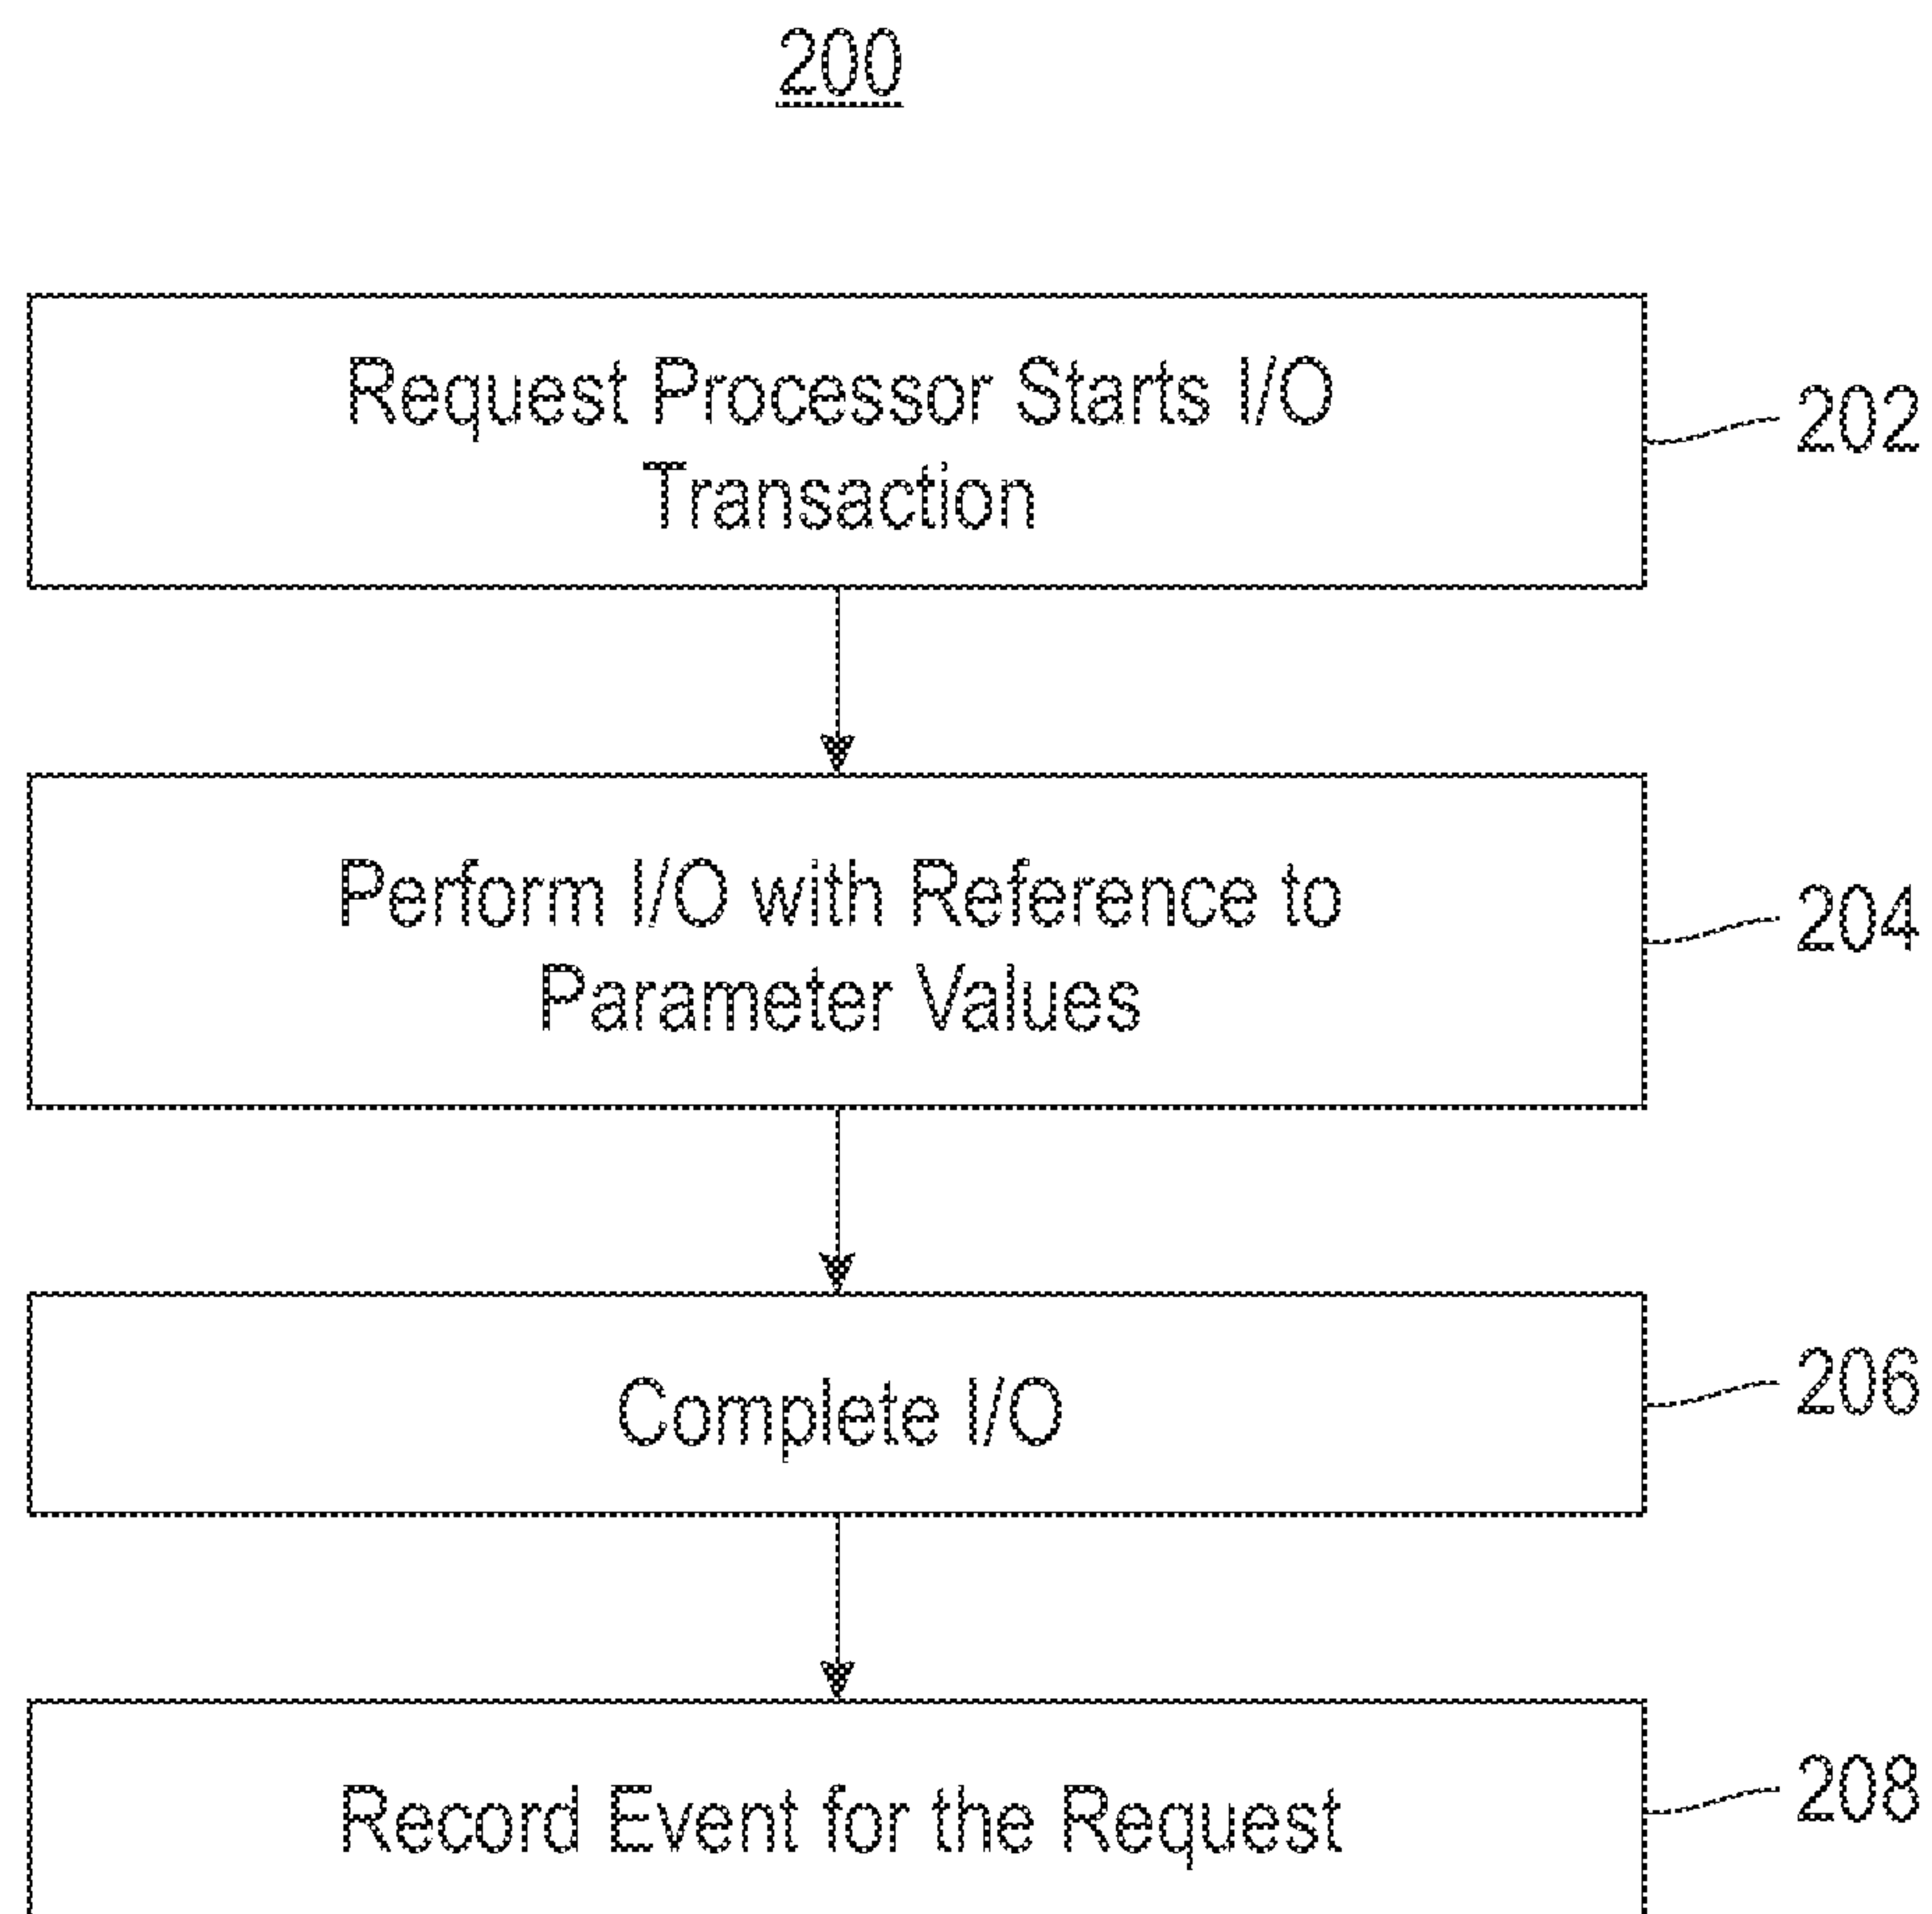 200
Request Processor Starts I/O
Transaction
202
Perform I/O with Reference to
Parameter Values
204
Complete I/O
206
Record Event for the Request
208